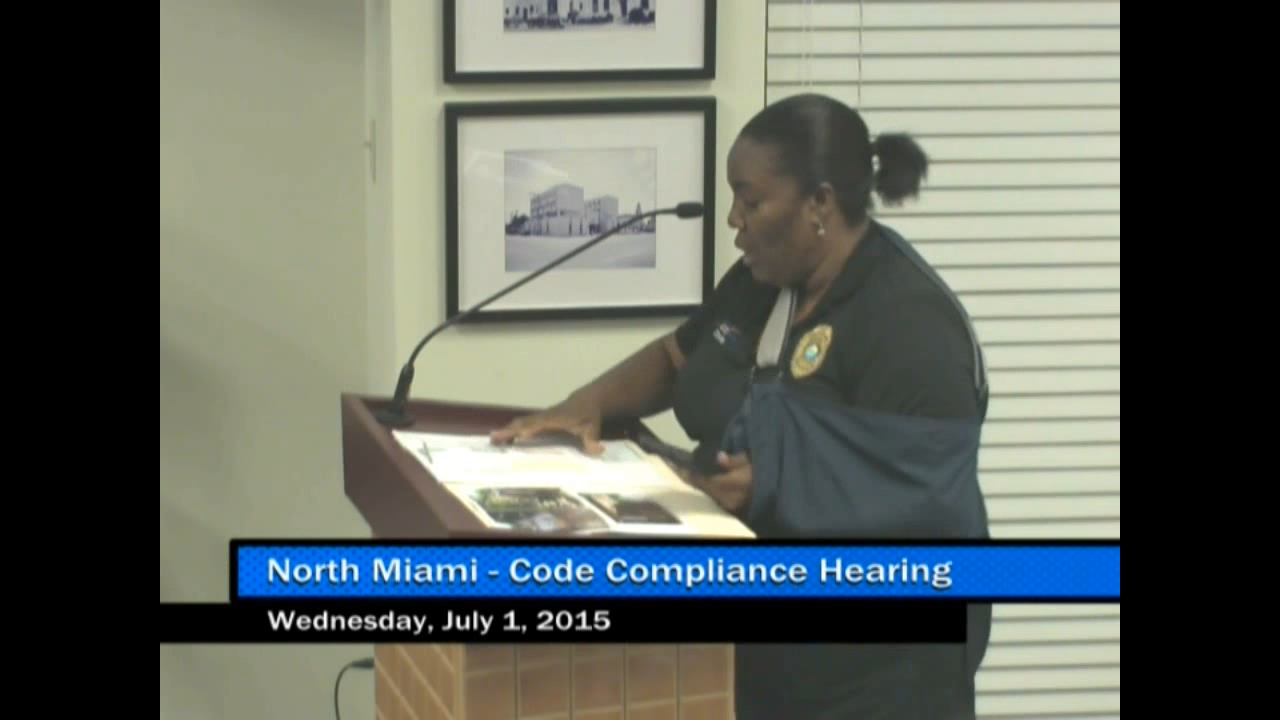 North Miami - Code Compliance Hearing
Wednesday, July 1, 2015